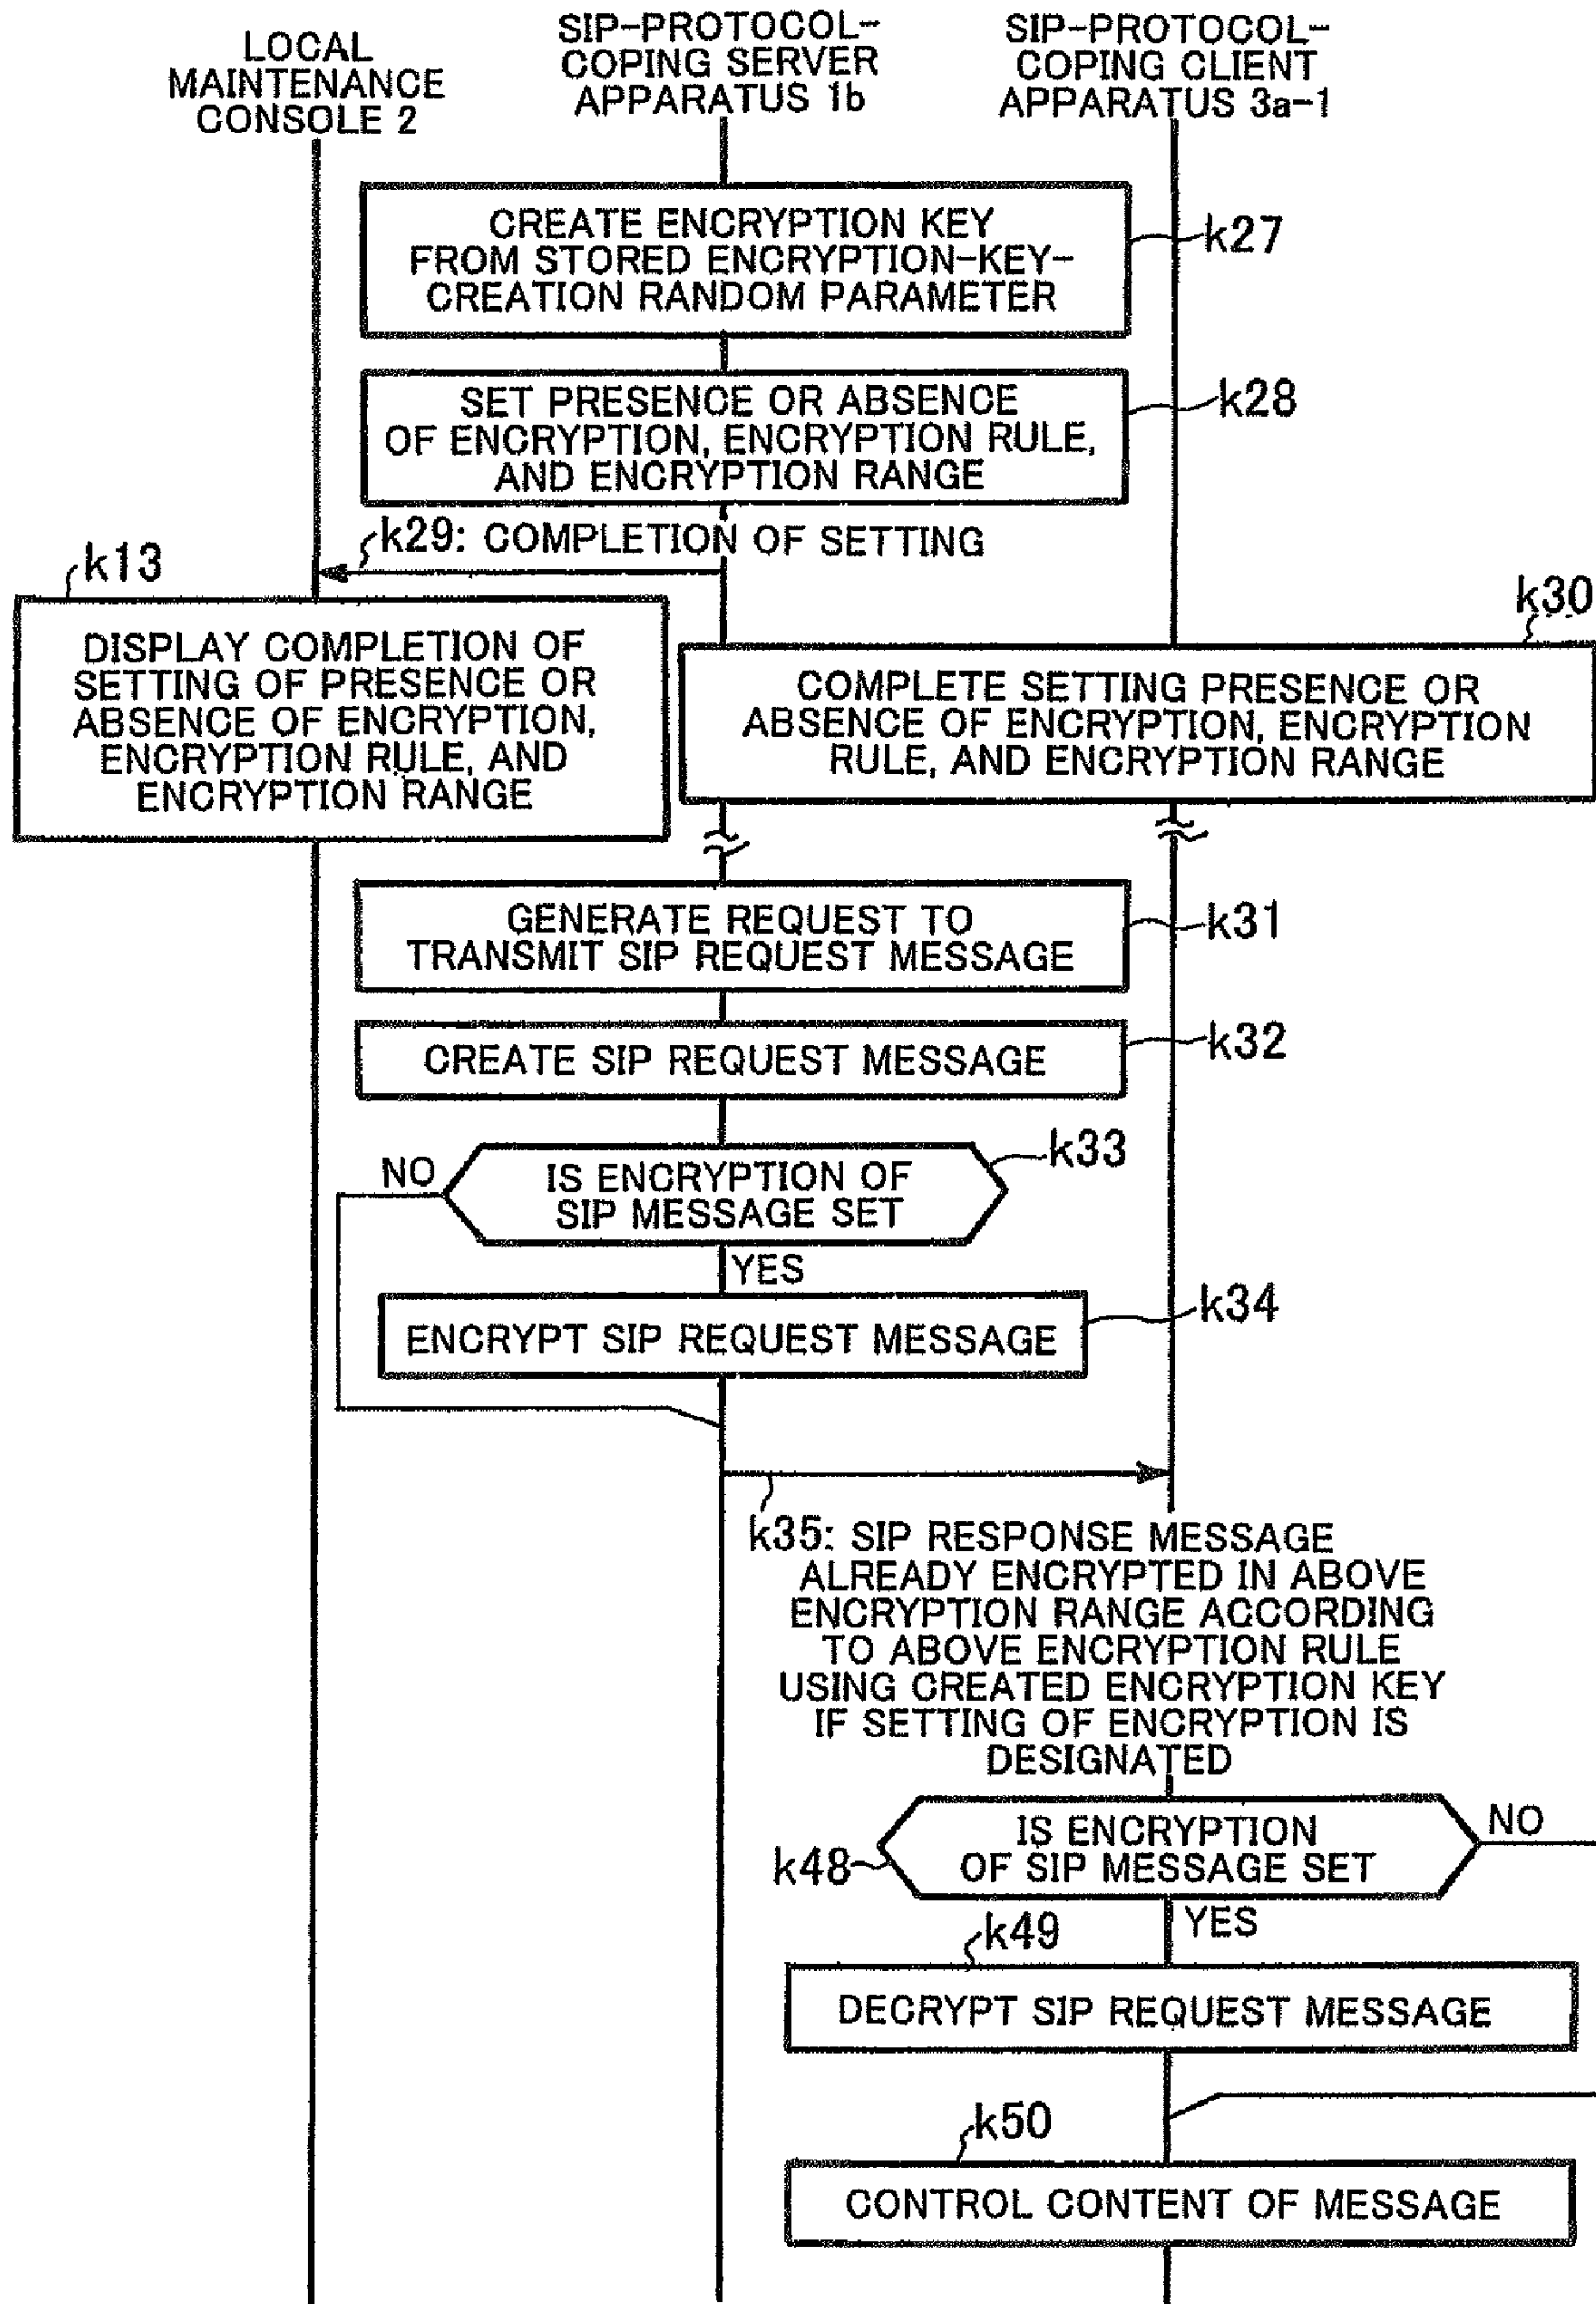 LOCAL
MAINTENANCE
CONSOLE 2
SIP-PROTOCOL-
COPING SERVER
APPARATUS 1b
SIP-PROTOCOL-
COPING CLIENT
APPARATUS 3a-1
CREATE ENCRYPTION KEY
FROM STORED ENCRYPTION-KEY-
CREATION RANDOM PARAMETER
k27
SET PRESENCE OR ABSENCE
OF ENCRYPTION, ENCRYPTION RULE,
AND ENCRYPTION RANGE
k28
k29: COMPLETION OF SETTING
k13
DISPLAY COMPLETION OF
SETTING OF PRESENCE OR
ABSENCE OF ENCRYPTION,
ENCRYPTION RULE, AND
ENCRYPTION RANGE
k30
COMPLETE SETTING PRESENCE OR
ABSENCE OF ENCRYPTION, ENCRYPTION
RULE, AND ENCRYPTION RANGE
GENERATE REQUEST TO
TRANSMIT SIP REQUEST MESSAGE
k31
CREATE SIP REQUEST MESSAGE
k32
NO
IS ENCRYPTION OF
SIP MESSAGE SET
k33
YES
ENCRYPT SIP REQUEST MESSAGE
k34
k35: SIP RESPONSE MESSAGE
ALREADY ENCRYPTED IN ABOVE
ENCRYPTION RANGE ACCORDING
TO ABOVE ENCRYPTION RULE
USING CREATED ENCRYPTION KEY
IF SETTING OF ENCRYPTION IS
DESIGNATED
IS ENCRYPTION
OF SIP MESSAGE SET
NO
k48
YES
k49
DECRYPT SIP REQUEST MESSAGE
k50
CONTROL CONTENT OF MESSAGE